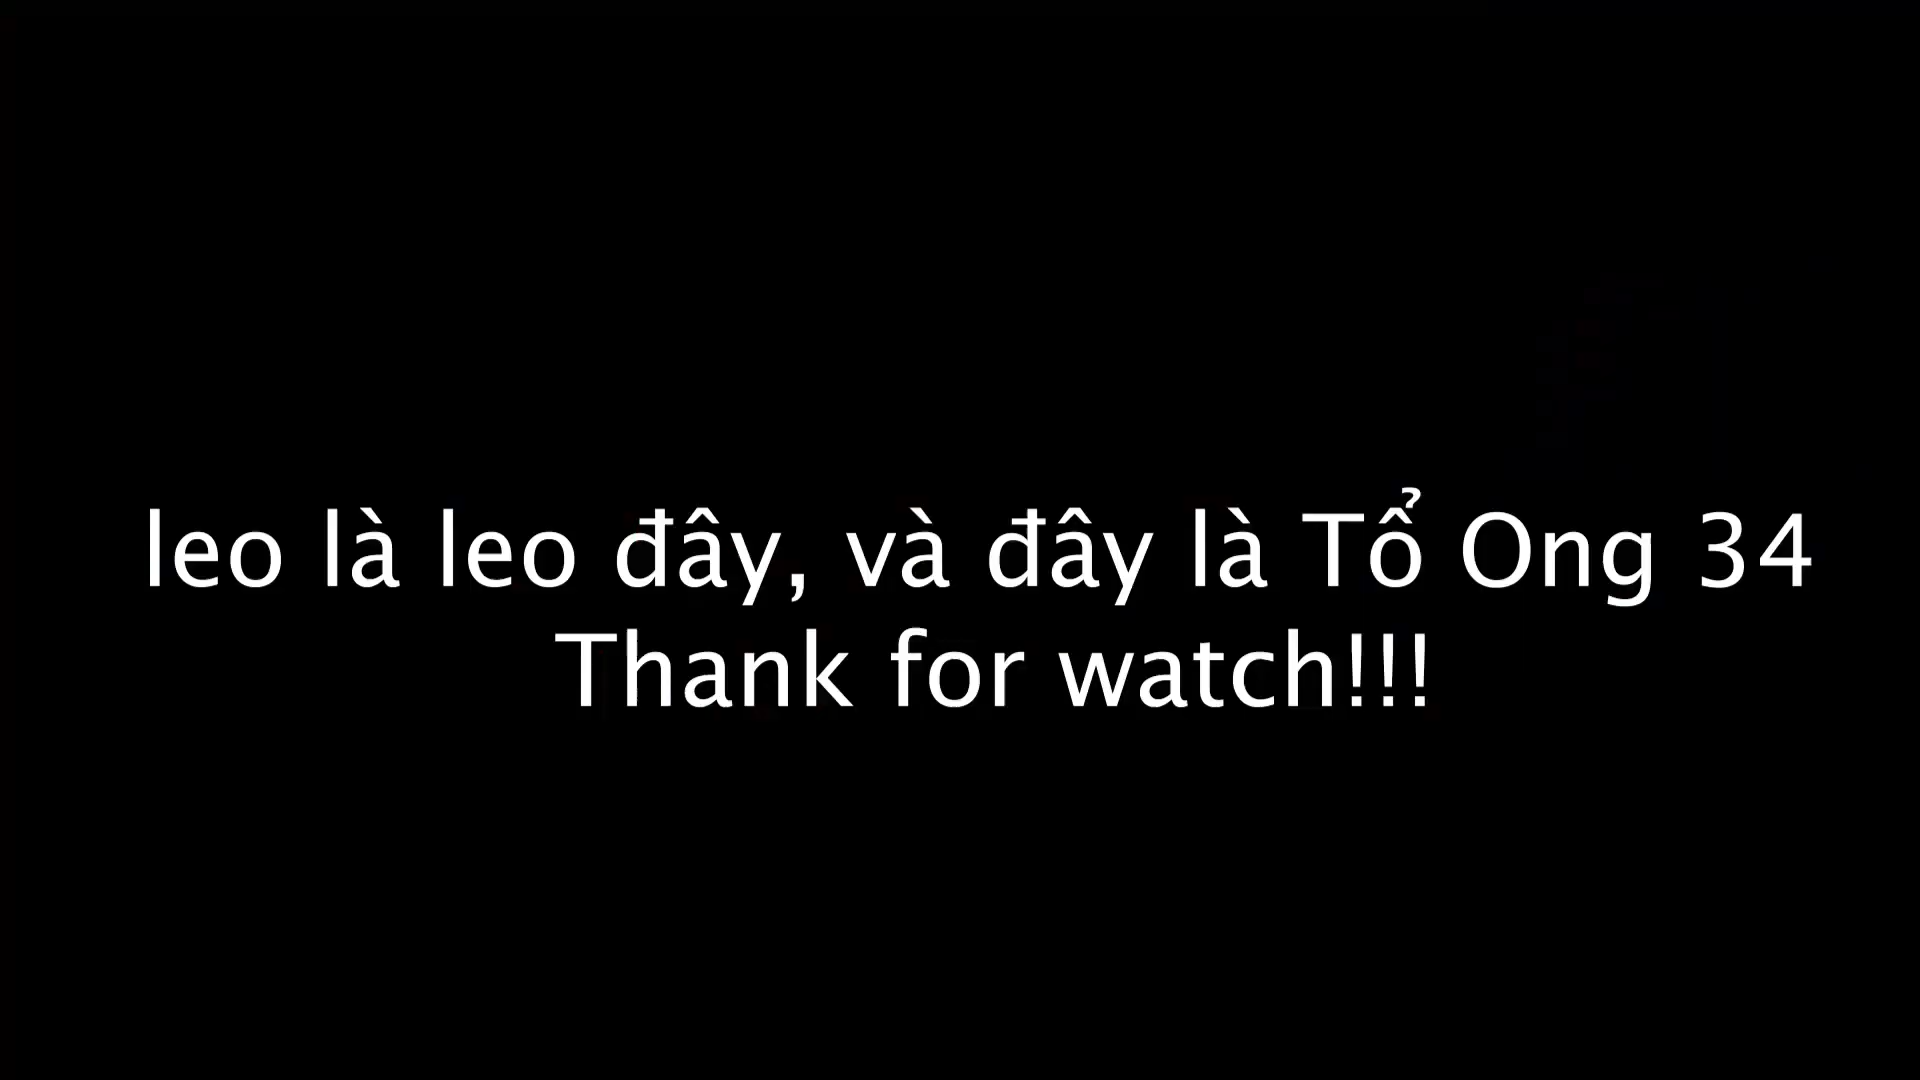 leo là leo đây, và đây là Tổ Ong 34
Thank for watch!!!